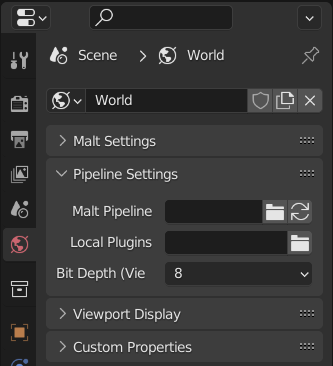 Scene World
World
Malt Settings
Pipeline Settings
Malt Pipeline
Local Plugins
Bit Depth (Vie 8
Viewport Display
Custom Properties